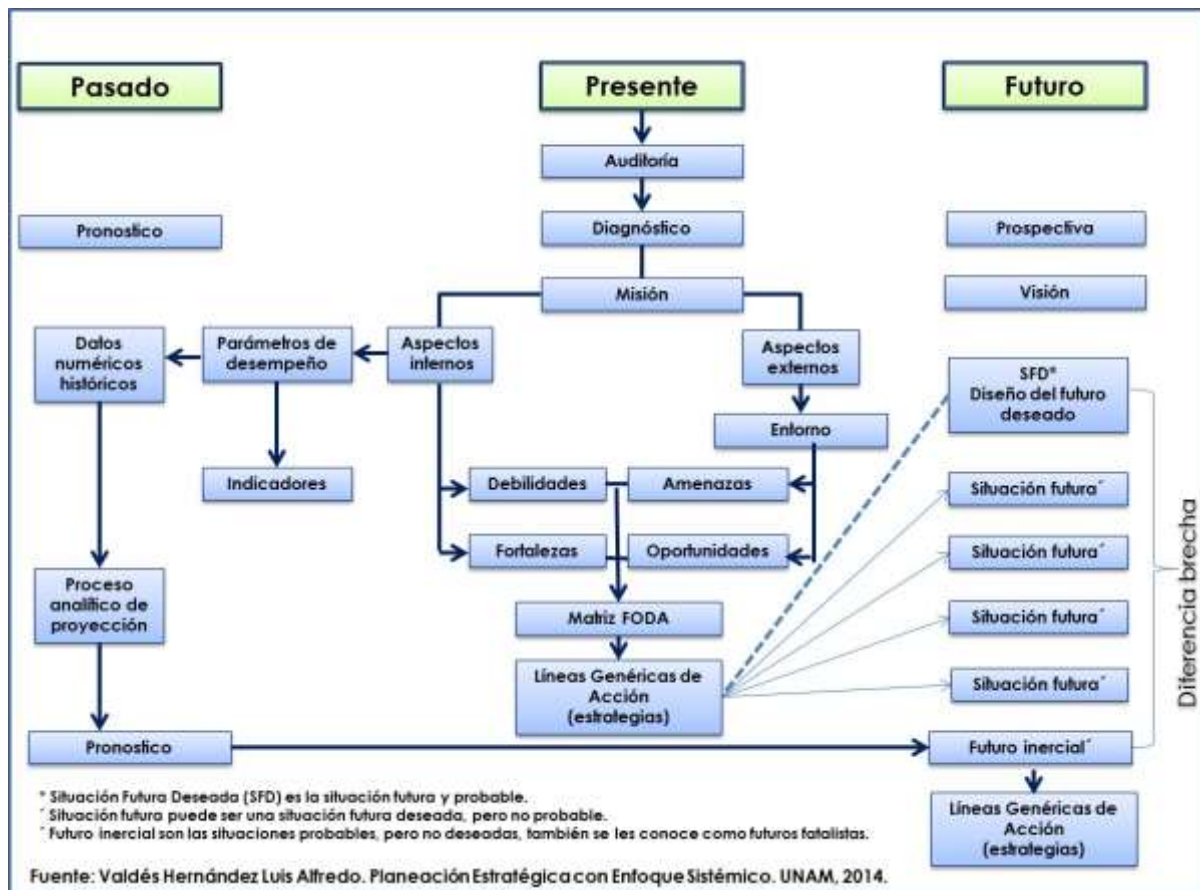 Pasado
Presente
Futuro
Auditoría
Pronostico
Diagnóstico
Prospectiva
Misión
Visión
Datos
numéricos
históricos
Parámetros de
desempeño
Aspectos
internos
Aspectos
externos
SFD*
Diseño del futuro
deseado
Entorno
Indicadores
Debilidades
Amenazas
Situación futura´
Fortalezas
Oportunidades
Situación futura´
Proceso
analítico de
proyección
Matriz FODA
Situación futura´
Líneas Genéricas de
Acción
(estrategias)
Situación futura´
Diferencia brecha
Pronostico
Futuro inercial´
Líneas Genéricas de
Acción
(estrategias)
* Situación Futura Deseada (SFD) es la situación futura y probable.
´ Situación futura puede ser una situación futura deseada, pero no probable.
´ Futuro inercial son las situaciones probables, pero no deseadas, también se les conoce como futuros fatalistas.
Fuente: Valdés Hernández Luis Alfredo. Planeación Estratégica con Enfoque Sistémico. UNAM, 2014.